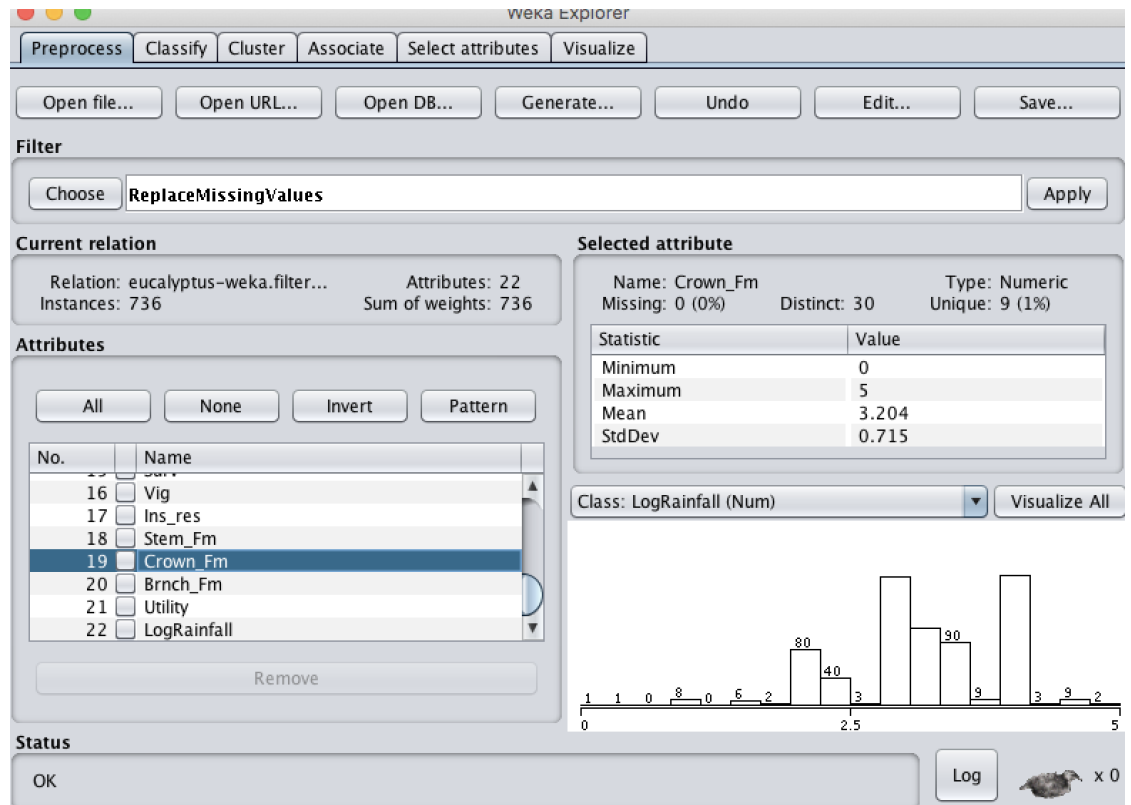 Weka Explorer
Preprocess Classify Cluster Associate Select attributes Visualize
Open file... Open URL... Open DB... Generate... Undo Edit... Save...
Filter
Choose ReplaceMissingValues Apply
Current relation
Relation: eucalyptus-weka.filter... Attributes: 22
Instances: 736 Sum of weights: 736
Selected attribute
Name: Crown_Fm Type: Numeric
Missing: 0 (0%) Distinct: 30 Unique: 9 (1%)
Statistic Value
Minimum 0
Maximum 5
Mean 3.204
StdDev 0.715
Attributes
All None Invert Pattern
No. Name
16 Vig
17 Ins_res
18 Stem_Fm
19 Crown_Fm
20 Brnch_Fm
21 Utility
22 LogRainfall
Remove
Class: LogRainfall (Num) Visualize All
1 1 0 8 0 6 2 80 40 3 90 9 3 9 2
0 2.5 5
Status
OK
Log x 0